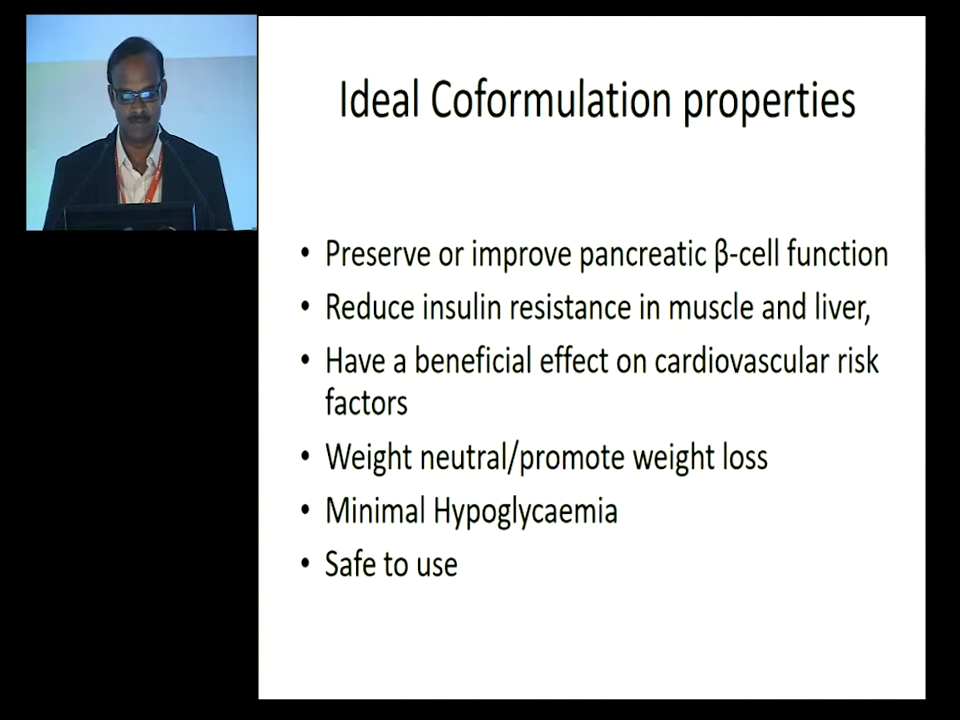 Ideal Coformulation properties
• Preserve or improve pancreatic β-cell function
• Reduce insulin resistance in muscle and liver,
• Have a beneficial effect on cardiovascular risk
factors
• Weight neutral/promote weight loss
• Minimal Hypoglycaemia
• Safe to use